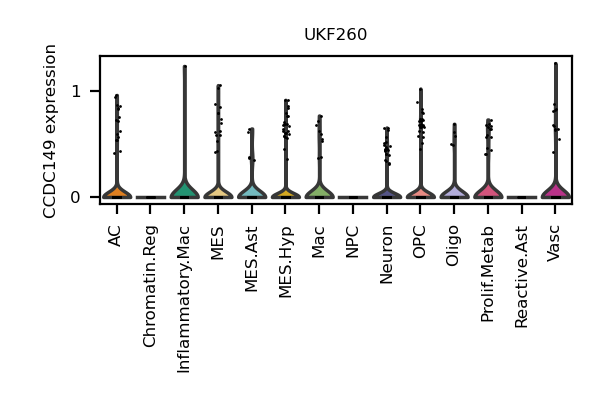 UKF260
CCDC149 expression
1
0
AC
Chromatin.Reg
Inflammatory.Mac
MES
MES.Ast
MES.Hyp
Mac
NPC
Neuron
OPC
Oligo
Prolif.Metab
Reactive.Ast
Vasc